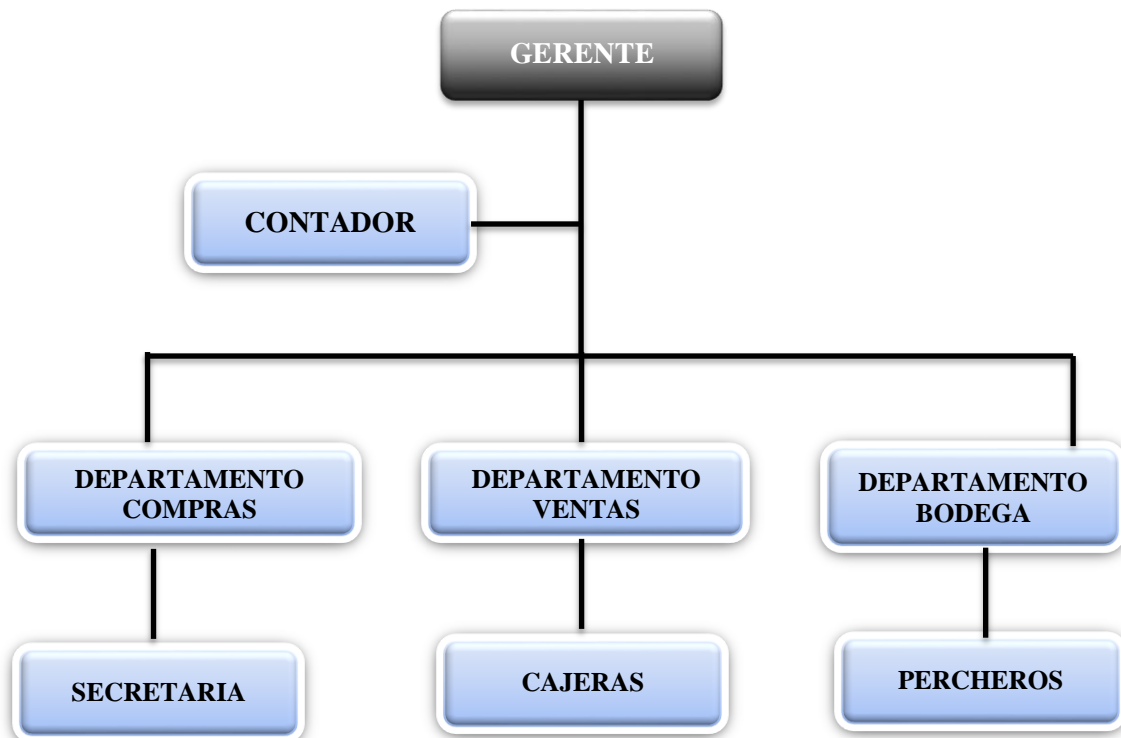 GERENTE
CONTADOR
DEPARTAMENTO
COMPRAS
DEPARTAMENTO
VENTAS
DEPARTAMENTO
BODEGA
SECRETARIA
CAJERAS
PERCHEROS